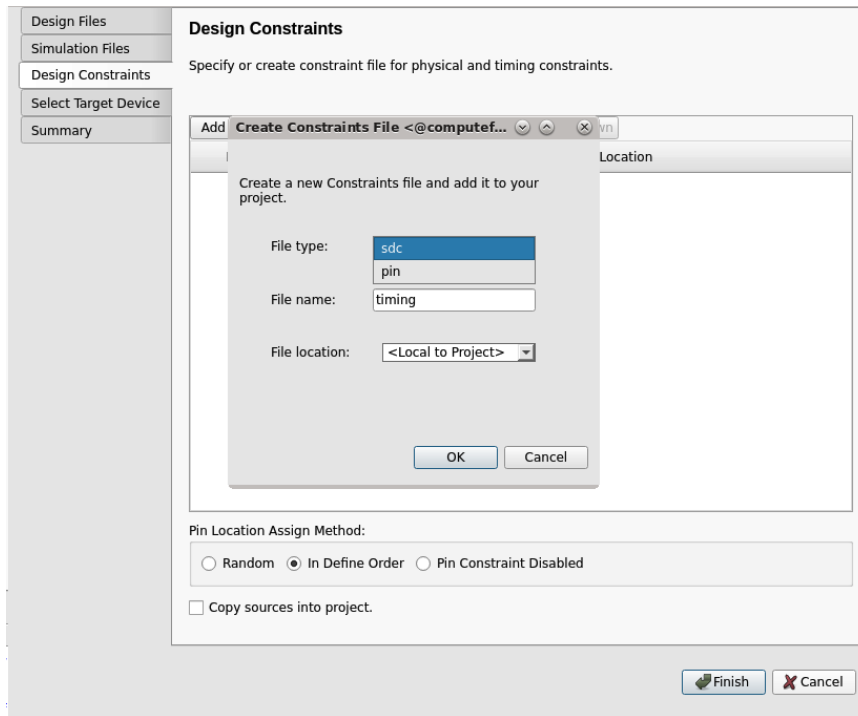 Design Files
Simulation Files
Design Constraints
Select Target Device
Summary
Design Constraints
Specify or create constraint file for physical and timing constraints.
Add
Create Constraints File <@computef...
Location
Create a new Constraints file and add it to your
project.
File type:
sdc
pin
File name:
timing
File location:
<Local to Project>
OK
Cancel
Pin Location Assign Method:
Random
In Define Order
Pin Constraint Disabled
Copy sources into project.
Finish
Cancel